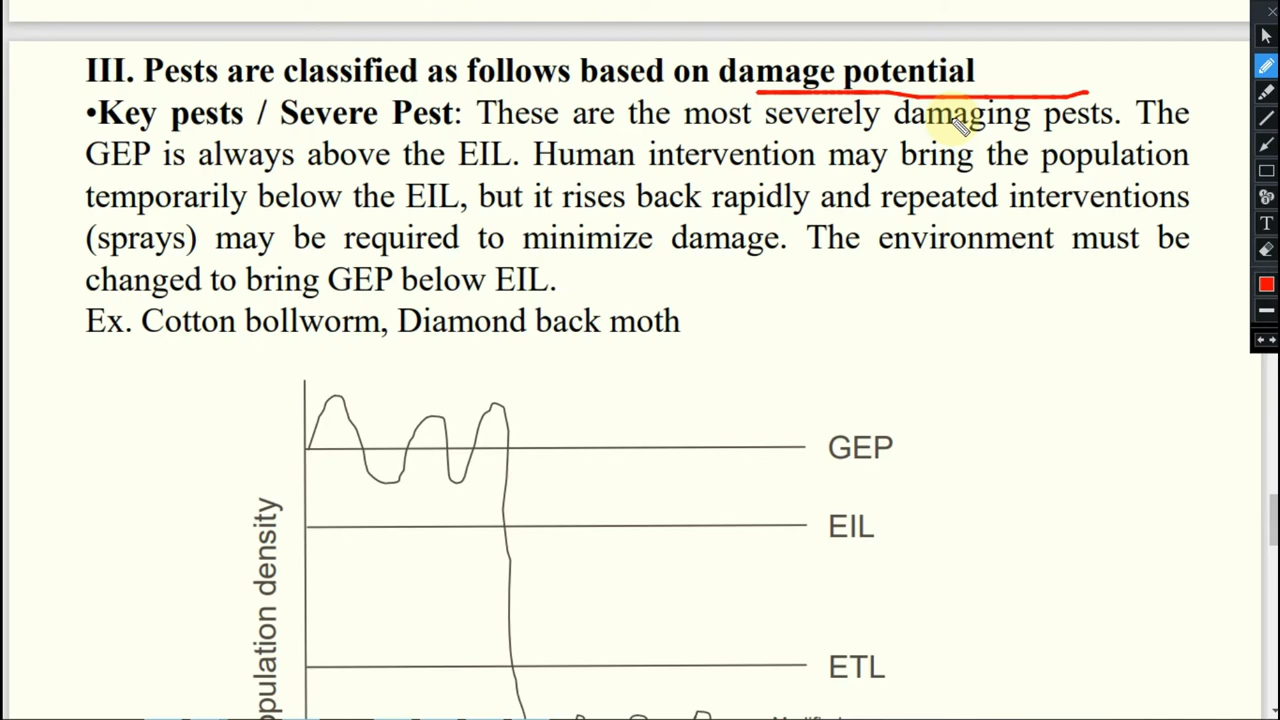 III. Pests are classified as follows based on damage potential
•Key pests / Severe Pest: These are the most severely damaging pests. The
GEP is always above the EIL. Human intervention may bring the population
temporarily below the EIL, but it rises back rapidly and repeated interventions
(sprays) may be required to minimize damage. The environment must be
changed to bring GEP below EIL.
Ex. Cotton bollworm, Diamond back moth
GEP
EIL
ETL